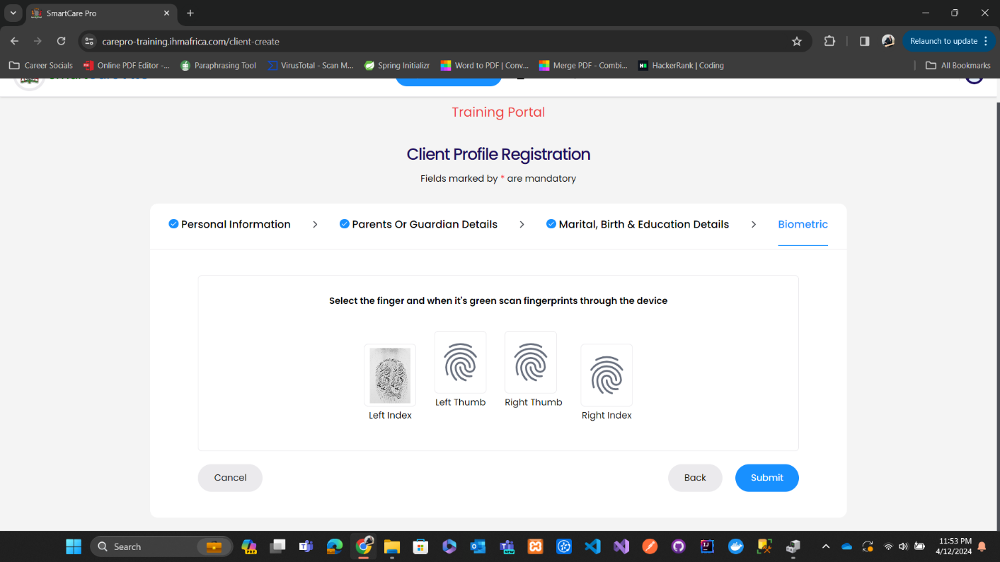 SmartCare Pro
carepro-training.ihmafrica.com/client-create
Relaunch to update
Career Socials
Online PDF Editor -...
Paraphrasing Tool
VirusTotal - Scan M...
Spring Initializr
Word to PDF | Conv...
Merge PDF - Combi...
HackerRank | Coding
All Bookmarks
Training Portal
Client Profile Registration
Fields marked by * are mandatory
Personal Information
Parents Or Guardian Details
Marital, Birth & Education Details
Biometric
Select the finger and when it's green scan fingerprints through the device
Left Index
Left Thumb
Right Thumb
Right Index
Cancel
Back
Submit
Search
PRE
NEW
11:53 PM
4/12/2024